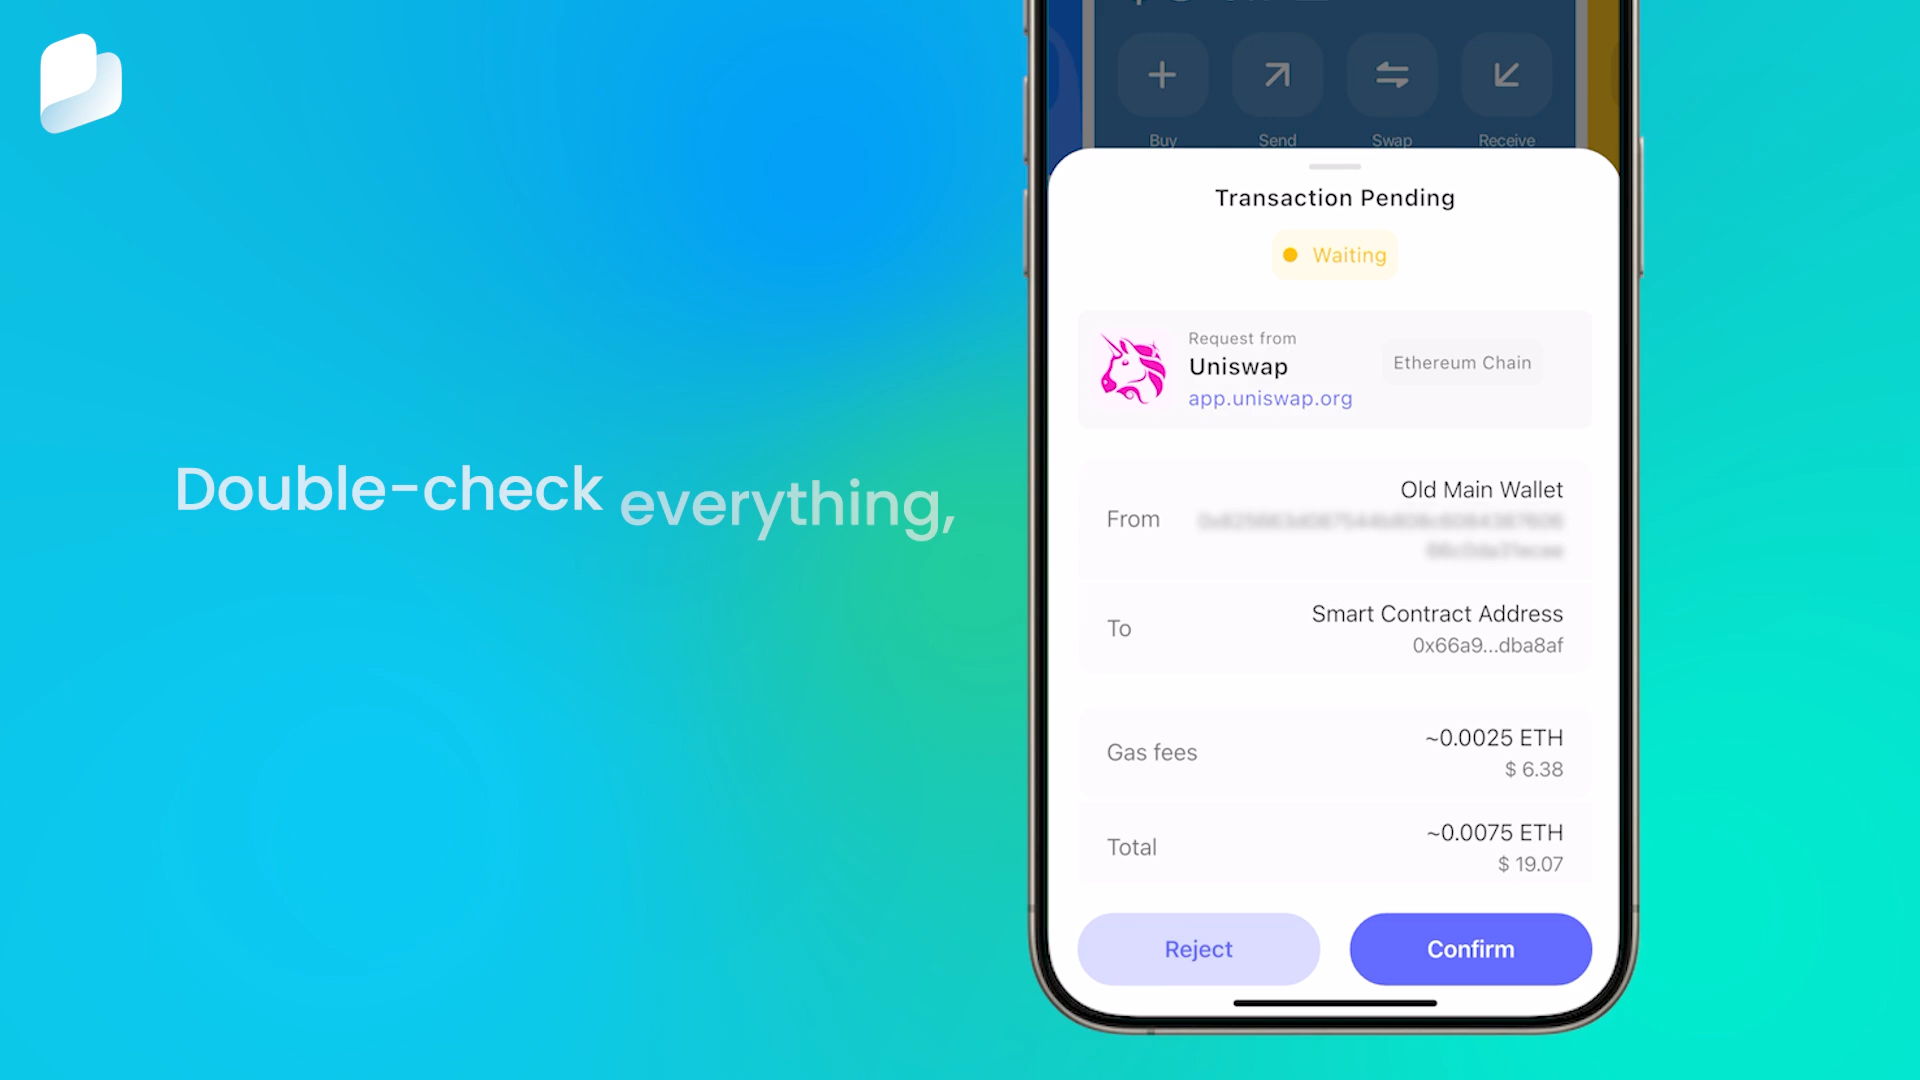 Double-check everything,
Buy Send Swap Receive
Transaction Pending
Waiting
Request from
Uniswap
app.uniswap.org
Ethereum Chain
From
Old Main Wallet
To
Smart Contract Address
0x66a9...dba8af
Gas fees
~0.0025 ETH
$ 6.38
Total
~0.0075 ETH
$ 19.07
Reject Confirm